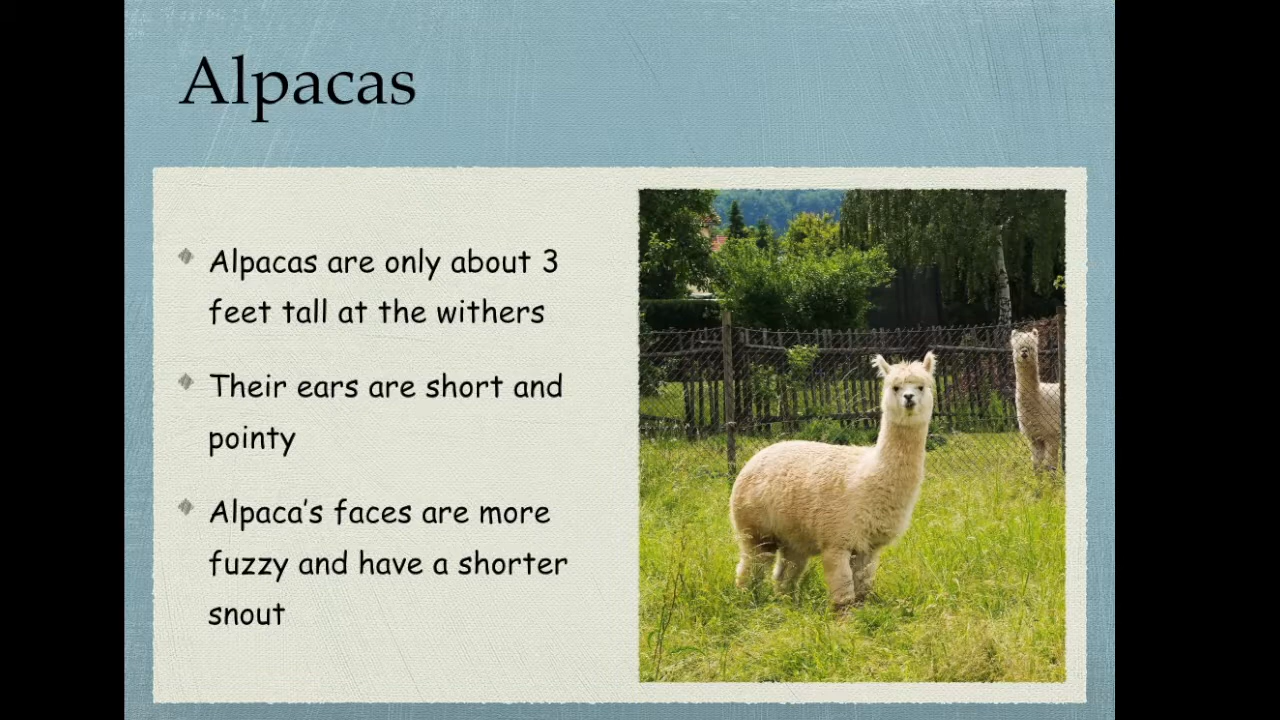 Alpacas
Alpacas are only about 3
feet tall at the withers
Their ears are short and
pointy
Alpaca's faces are more
fuzzy and have a shorter
snout